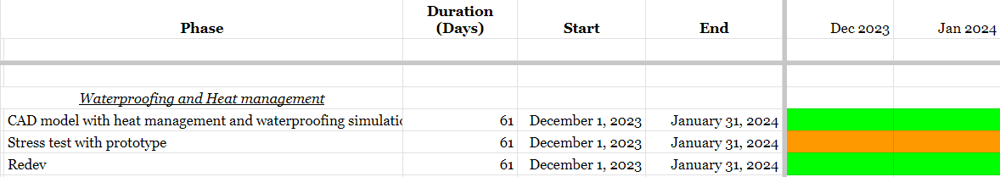 Phase Duration (Days) Start End Dec 2023 Jan 2024
Waterproofing and Heat management
CAD model with heat management and waterproofing 61 December 1, 2023 January 31, 2024
Stress test with prototype 61 December 1, 2023 January 31, 2024
Redev 61 December 1, 2023 January 31, 2024